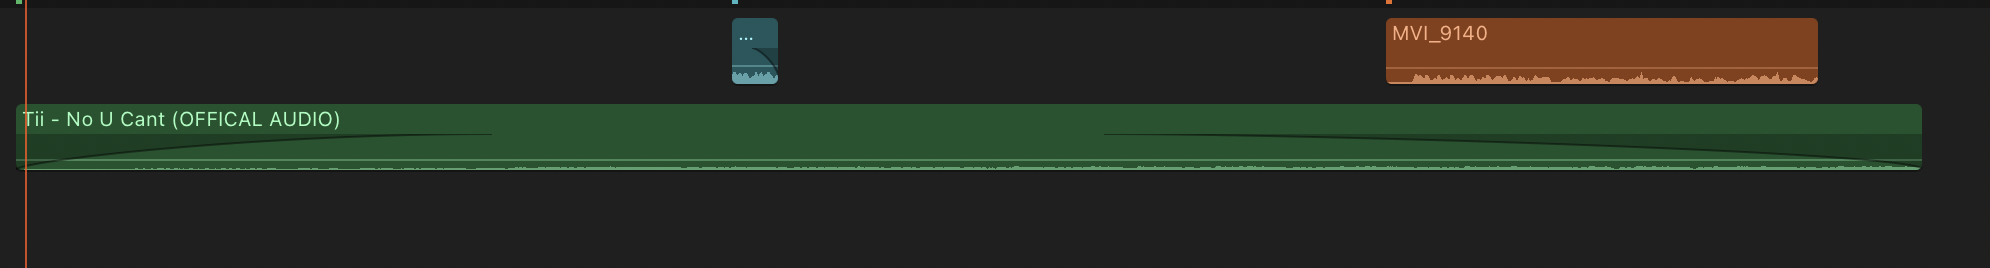 ...
MVI_9140
Tii - No U Cant (OFFICAL AUDIO)